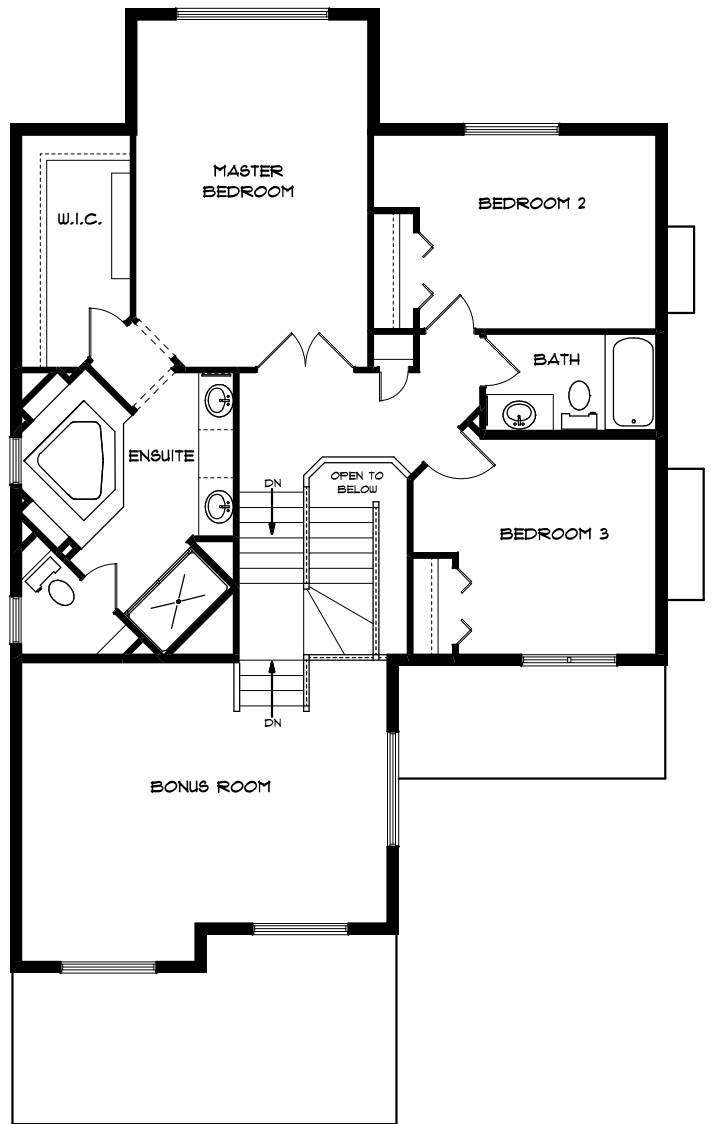 MASTER
BEDROOM
BEDROOM 2
W.I.C.
BATH
ENSUITE
OPEN TO
BELOW
DN
BEDROOM 3
DN
BONUS ROOM